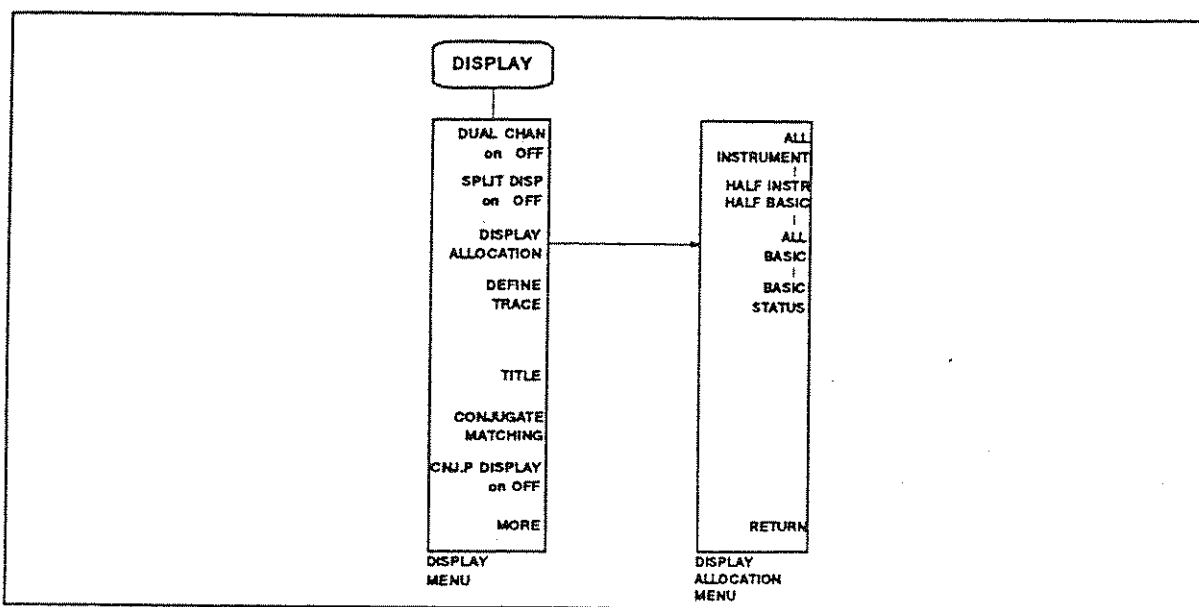 DISPLAY
DUAL CHAN
on OFF
SPLIT DISP
on OFF
DISPLAY
ALLOCATION
DEFINE
TRACE
TITLE
CONJUGATE
MATCHING
CNJ.P DISPLAY
on OFF
MORE
DISPLAY
MENU
ALL
INSTRUMENT
HALF INSTR
HALF BASIC
ALL
BASIC
BASIC
STATUS
RETURN
DISPLAY
ALLOCATION
MENU